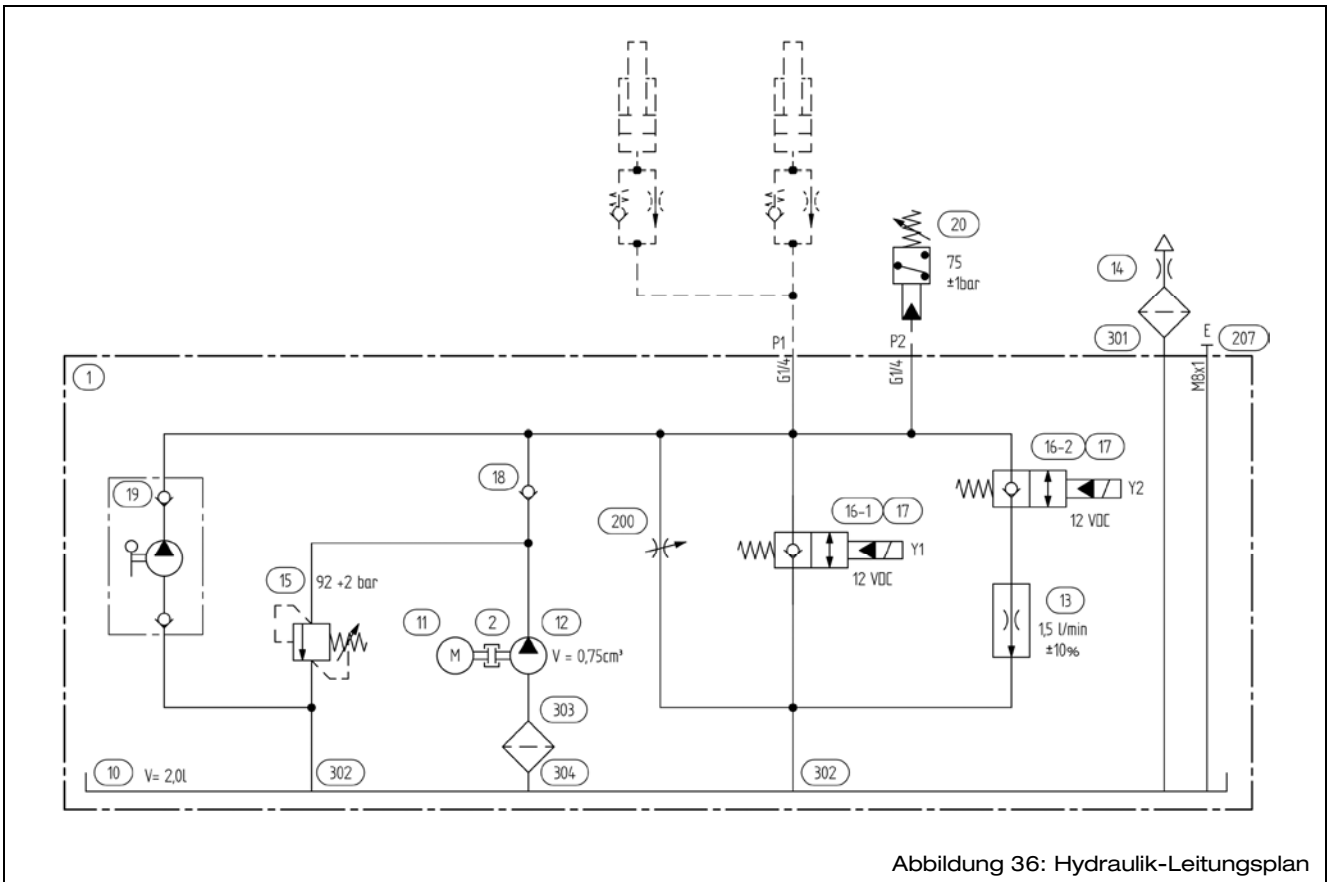 20
75
±1bar
14
P1
P2
301
E
207
G1/4
G1/4
M8x1
1
16-2
17
18
19
Y2
200
16-1
17
12 VDC
15
92 +2 bar
Y1
12 VDC
13
11
2
12
1,5 l/min
±10%
M
V = 0,75cm³
303
10
V= 2,0l
302
304
302
Abbildung 36: Hydraulik-Leitungsplan